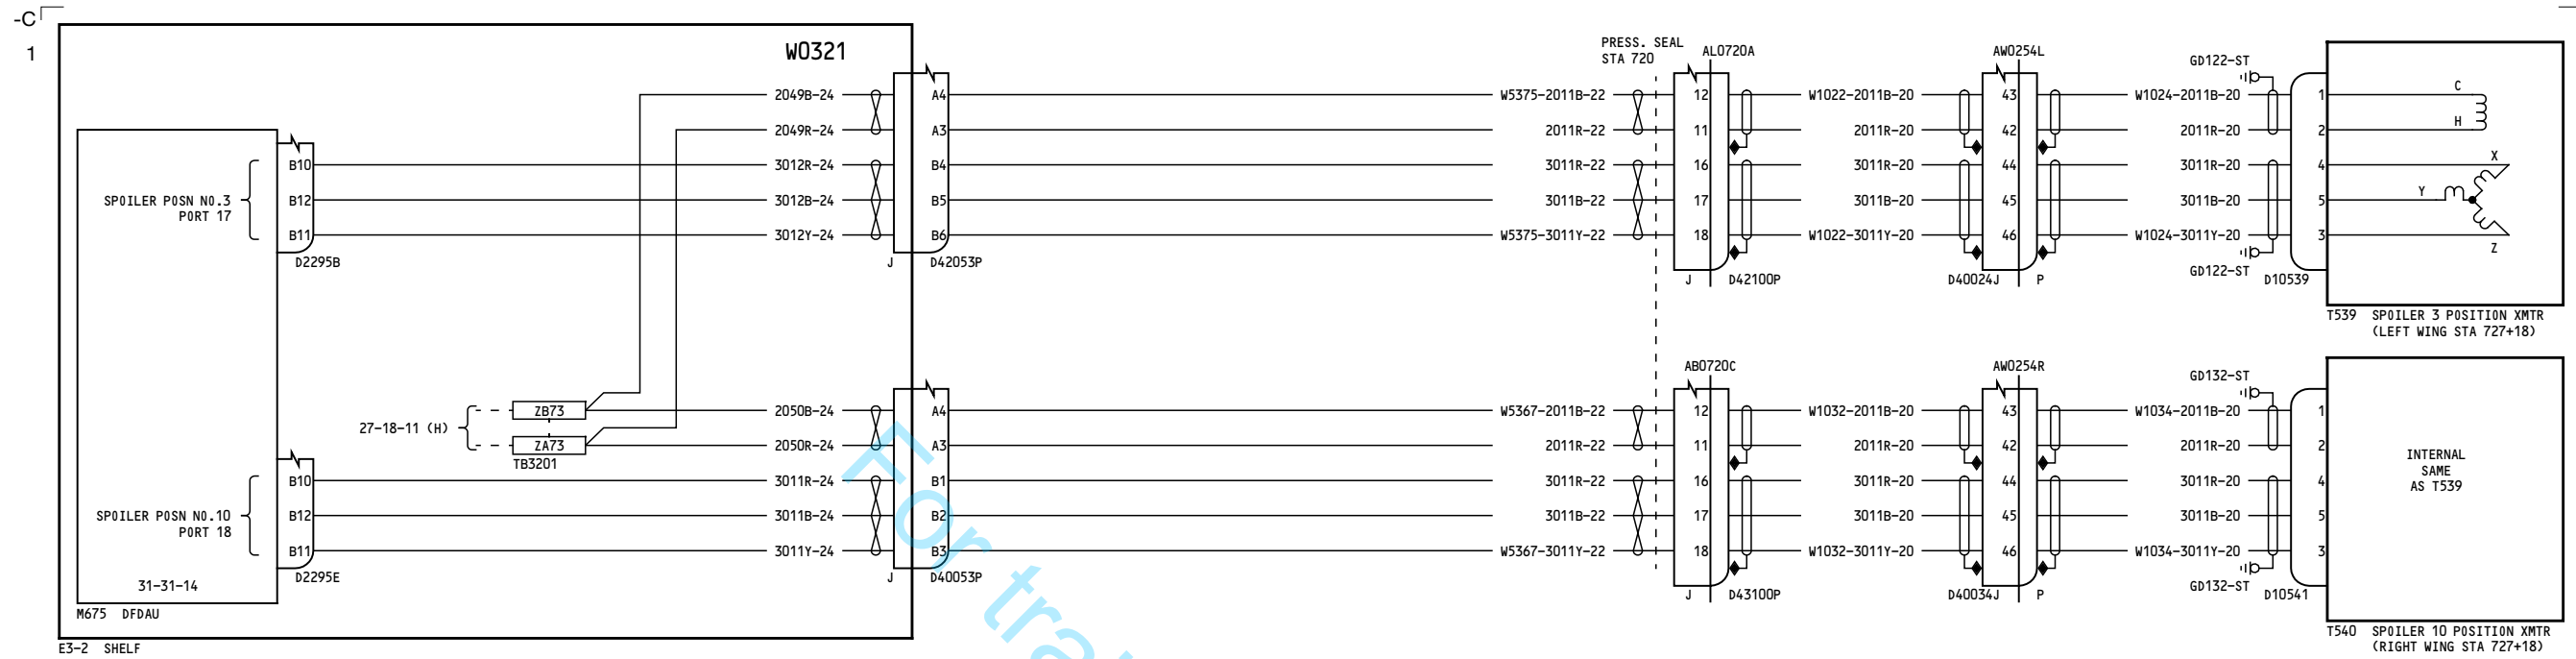 -C
1
W0321
SPOILER POSN NO.3
PORT 17
B10
B12
B11
D2295B
3012R-24
3012B-24
3012Y-24
2049B-24
2049R-24
A4
A3
B4
B5
B6
J
D42053P
PRESS. SEAL
STA 720
W5375-2011B-22
2011R-22
3011R-22
3011B-22
W5375-3011Y-22
AL0720A
12
11
16
17
18
J
D42100P
W1022-2011B-20
2011R-20
3011R-20
3011B-20
W1022-3011Y-20
AW0254L
43
42
44
45
46
D40024J
P
W1024-2011B-20
2011R-20
3011R-20
3011B-20
W1024-3011Y-20
GD122-ST
GD122-ST
1
2
4
5
3
D10539
C
H
X
Y
Z
T539 SPOILER 3 POSITION XMTR
(LEFT WING STA 727+18)
27-18-11 (H)
ZB73
ZA73
TB3201
SPOILER POSN NO.10
PORT 18
B10
B12
B11
D2295E
31-31-14
M675 DFDAU
E3-2 SHELF
2050B-24
2050R-24
3011R-24
3011B-24
3011Y-24
A4
A3
B1
B2
B3
J
D40053P
W5367-2011B-22
2011R-22
3011R-22
3011B-22
W5367-3011Y-22
AB0720C
12
11
16
17
18
J
D43100P
W1032-2011B-20
2011R-20
3011R-20
3011B-20
W1032-3011Y-20
AW0254R
43
42
44
45
46
D40034J
P
W1034-2011B-20
2011R-20
3011R-20
3011B-20
W1034-3011Y-20
GD132-ST
GD132-ST
1
2
4
5
3
D10541
INTERNAL
SAME
AS T539
T540 SPOILER 10 POSITION XMTR
(RIGHT WING STA 727+18)
For